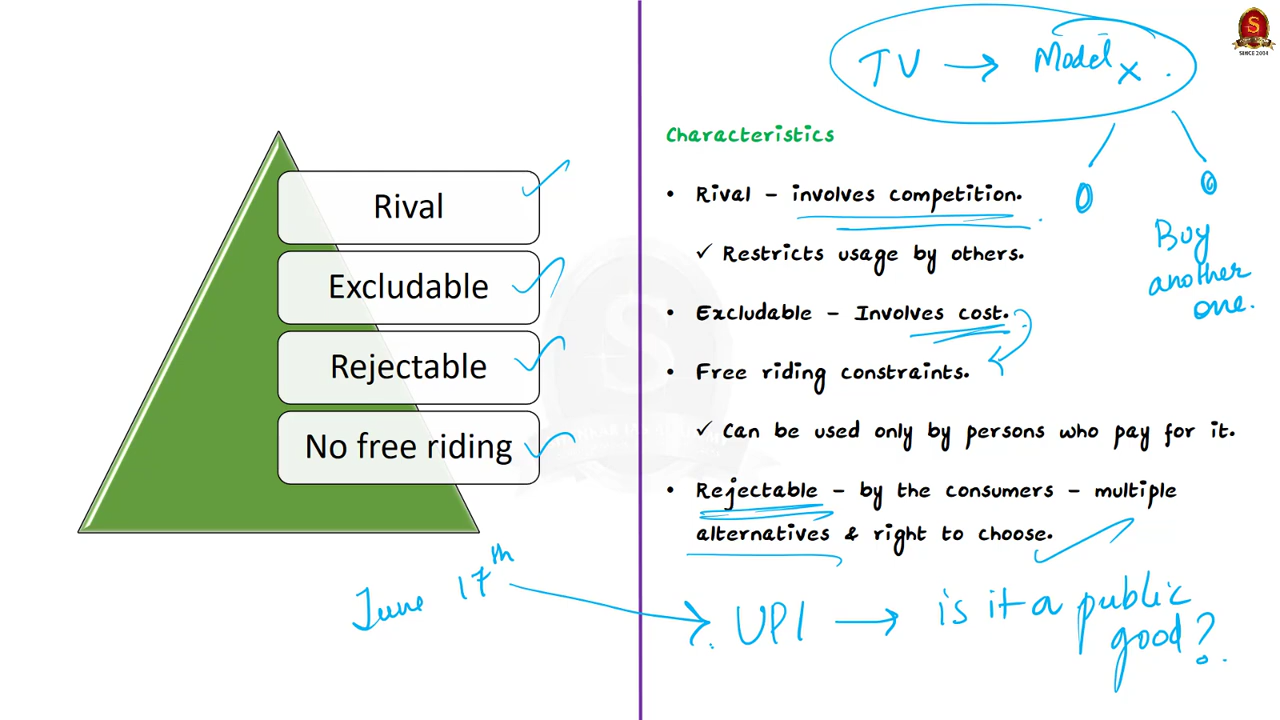 TV → Model x.
S
SINCE 2004
Characteristics
Rival
• Rival – involves competition.
✓ Restricts usage by others.
Buy
another
one.
Excludable
• Excludable – Involves cost.
Rejectable
• Free riding constraints.
✓ Can be used only by persons who pay for it.
No free riding
• Rejectable – by the consumers – multiple
alternatives & right to choose.
June 17th
UPI → is it a public
good?